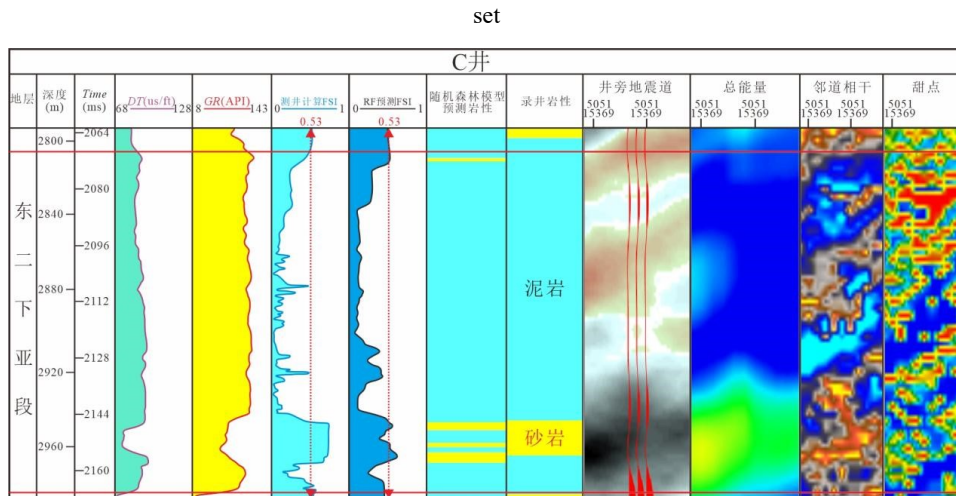 set
C井
地层
深度
(m)
Time
(ms)
DT(us/ft)
68 128
GR(API)
8 143
测井计算FSI
0 1
0.53
RF预测FSI
0 1
0.53
随机森林模型
预测岩性
录井岩性
井旁地震道
5051 5051
15369 15369
总能量
5051 5051
15369 15369
邻道相干
5051 5051
15369 15369
甜点
5051
15369
东二下亚段
2800
2840
2880
2920
2960
2064
2080
2096
2112
2128
2144
2160
泥岩
砂岩